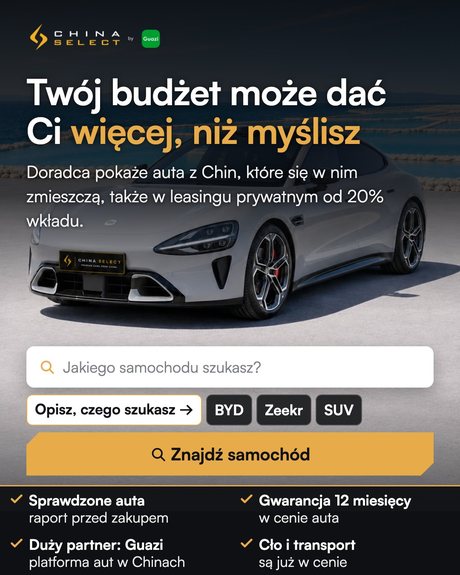 CHINA
SELECT
by
Guazi
Twój budżet może dać
Ci więcej, niż myślisz
Doradca pokaże auta z Chin, które się w nim
zmieszczą, także w leasingu prywatnym od 20%
wkładu.
CHINA SELECT
Jakiego samochodu szukasz?
Opisz, czego szukasz →
BYD
Zeekr
SUV
Znajdź samochód
Sprawdzone auta
raport przed zakupem
Gwarancja 12 miesięcy
w cenie auta
Duży partner: Guazi
platforma aut w Chinach
Cło i transport
są już w cenie